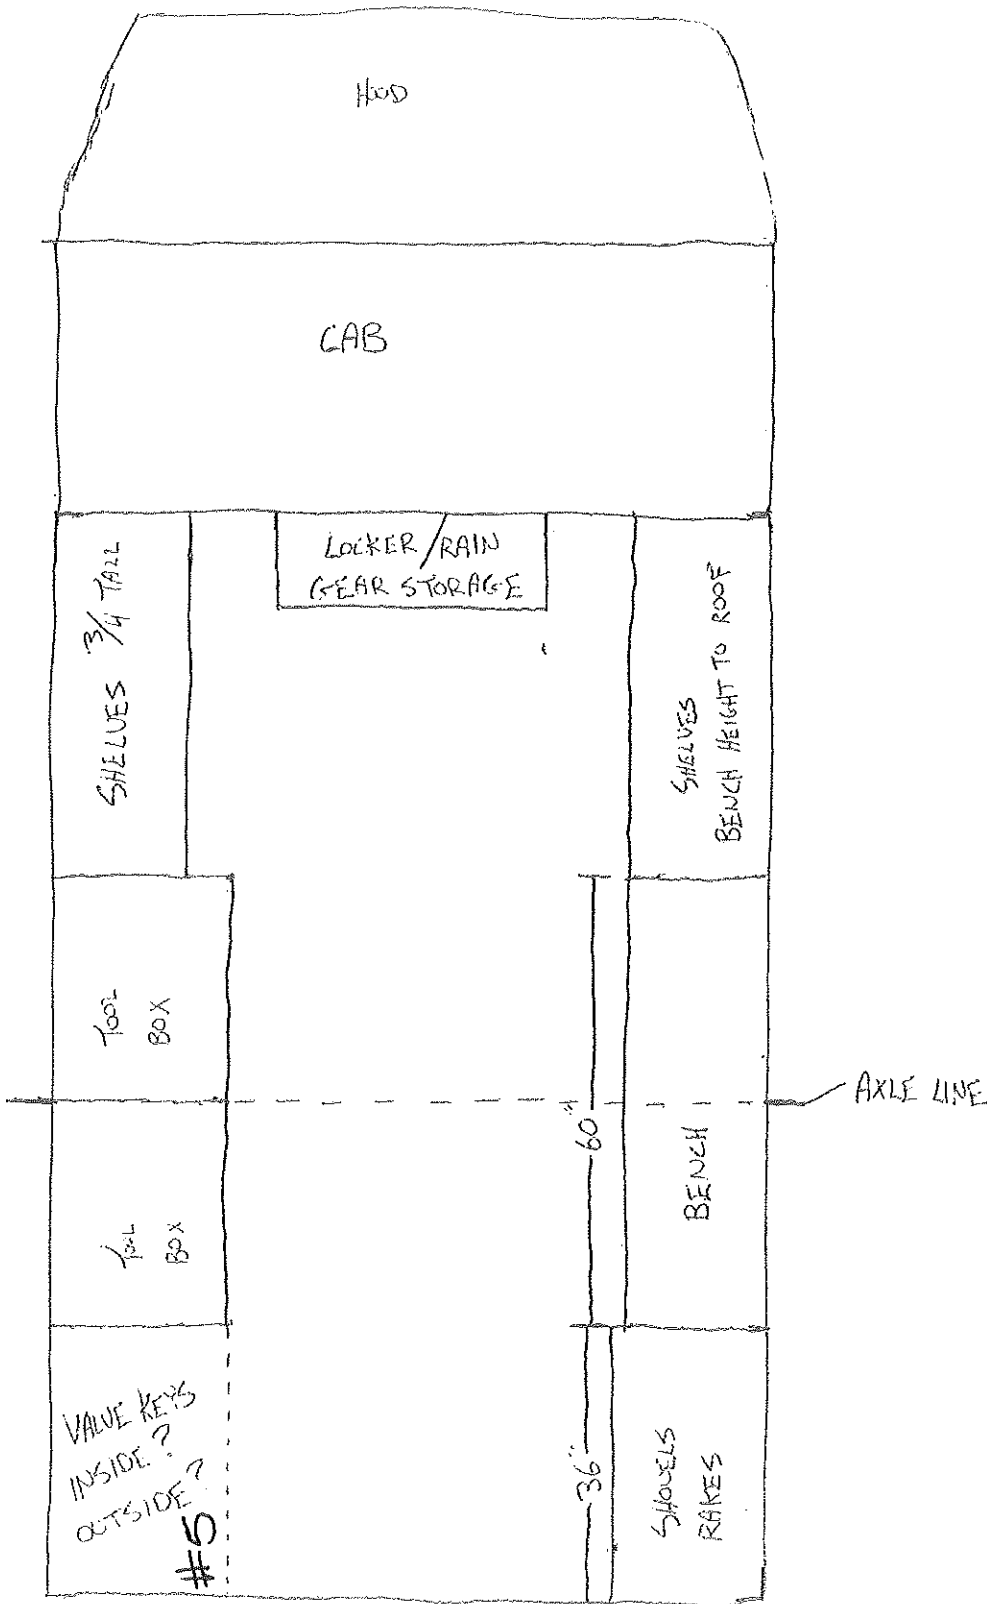 HOOD
CAB
LOCKER/RAIN
GEAR STORAGE
SHELVES 3/4 TALL
SHELVES
BENCH HEIGHT TO ROOF
TOOL
BOX
AXLE LINE
60"
BENCH
TOOL
BOX
VALVE KEYS
INSIDE?
OUTSIDE?
#5
36"
SHOVELS
RAKES